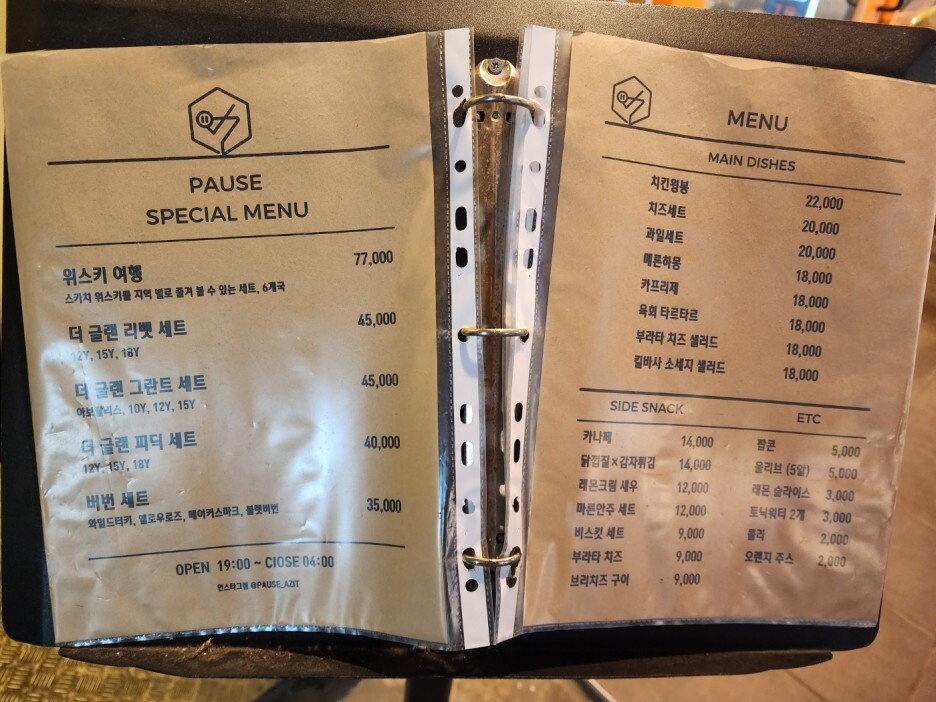 PAUSE
SPECIAL MENU
위스키 여행 77,000
스카치 위스키를 지역 별로 즐겨 볼 수 있는 세트, 6개국
더 글랜 리벳 세트 45,000
12Y, 15Y, 18Y
더 글랜 그란트 세트 45,000
아보랄리스, 10Y, 12Y, 15Y
더 글랜 피딕 세트 40,000
12Y, 15Y, 18Y
버번 세트 35,000
와일드터키, 옐로우로즈, 메이커스마크, 불렛버번
OPEN 19:00 ~ ClOSE 04:00
인스타그램 @PAUSE_AZIT
MENU
MAIN DISHES
치킨윙봉 22,000
치즈세트 20,000
과일세트 20,000
메론하몽 18,000
카프리제 18,000
육회 타르타르 18,000
부라타 치즈 샐러드 18,000
킬바사 소세지 샐러드 18,000
SIDE SNACK
카나페 14,000
닭껍질×감자튀김 14,000
레몬크림 새우 12,000
마른안주 세트 12,000
비스킷 세트 9,000
부라타 치즈 9,000
브리치즈 구이 9,000
ETC
팝콘 5,000
올리브 (5알) 5,000
레몬 슬라이스 3,000
토닉워터 2개 3,000
콜라 2,000
오랜지 주스 2,000